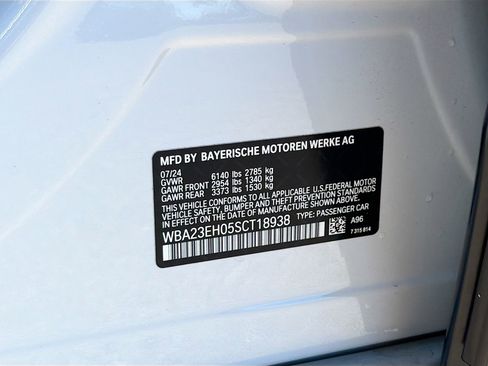 MFD BY BAYERISCHE MOTOREN WERKE AG
07/24
GVWR 6140 lbs 2785 kg
GAWR FRONT 2954 lbs 1340 kg
GAWR REAR 3373 lbs 1530 kg
THIS VEHICLE CONFORMS TO ALL APPLICABLE U.S.FEDERAL MOTOR
VEHICLE SAFETY, BUMPER AND THEFT PREVENTION STANDARDS
IN EFFECT ON THE DATE OF MANUFACTURE SHOWN ABOVE.
WBA23EH05SCT18938 TYPE: PASSENGER CAR
A96
7 315 814